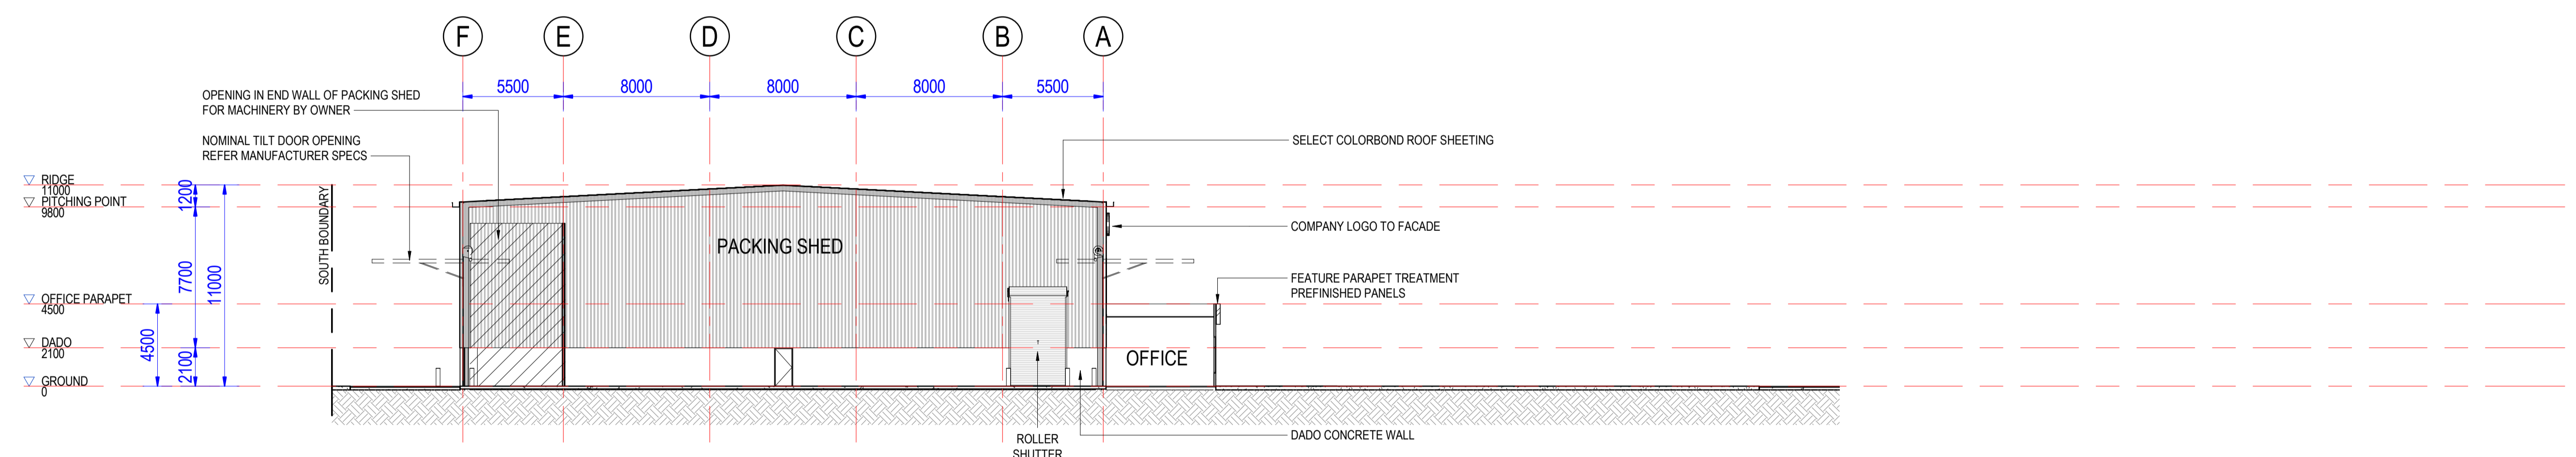 F
E
D
C
B
A
5500
8000
8000
8000
5500
OPENING IN END WALL OF PACKING SHED
FOR MACHINERY BY OWNER
NOMINAL TILT DOOR OPENING
REFER MANUFACTURER SPECS
SELECT COLORBOND ROOF SHEETING
RIDGE
11000
PITCHING POINT
9800
OFFICE PARAPET
4500
DADO
2100
GROUND
0
1200
7700
11000
4500
2100
SOUTH BOUNDARY
PACKING SHED
COMPANY LOGO TO FACADE
FEATURE PARAPET TREATMENT
PREFINISHED PANELS
OFFICE
ROLLER
SHUTTER
DADO CONCRETE WALL